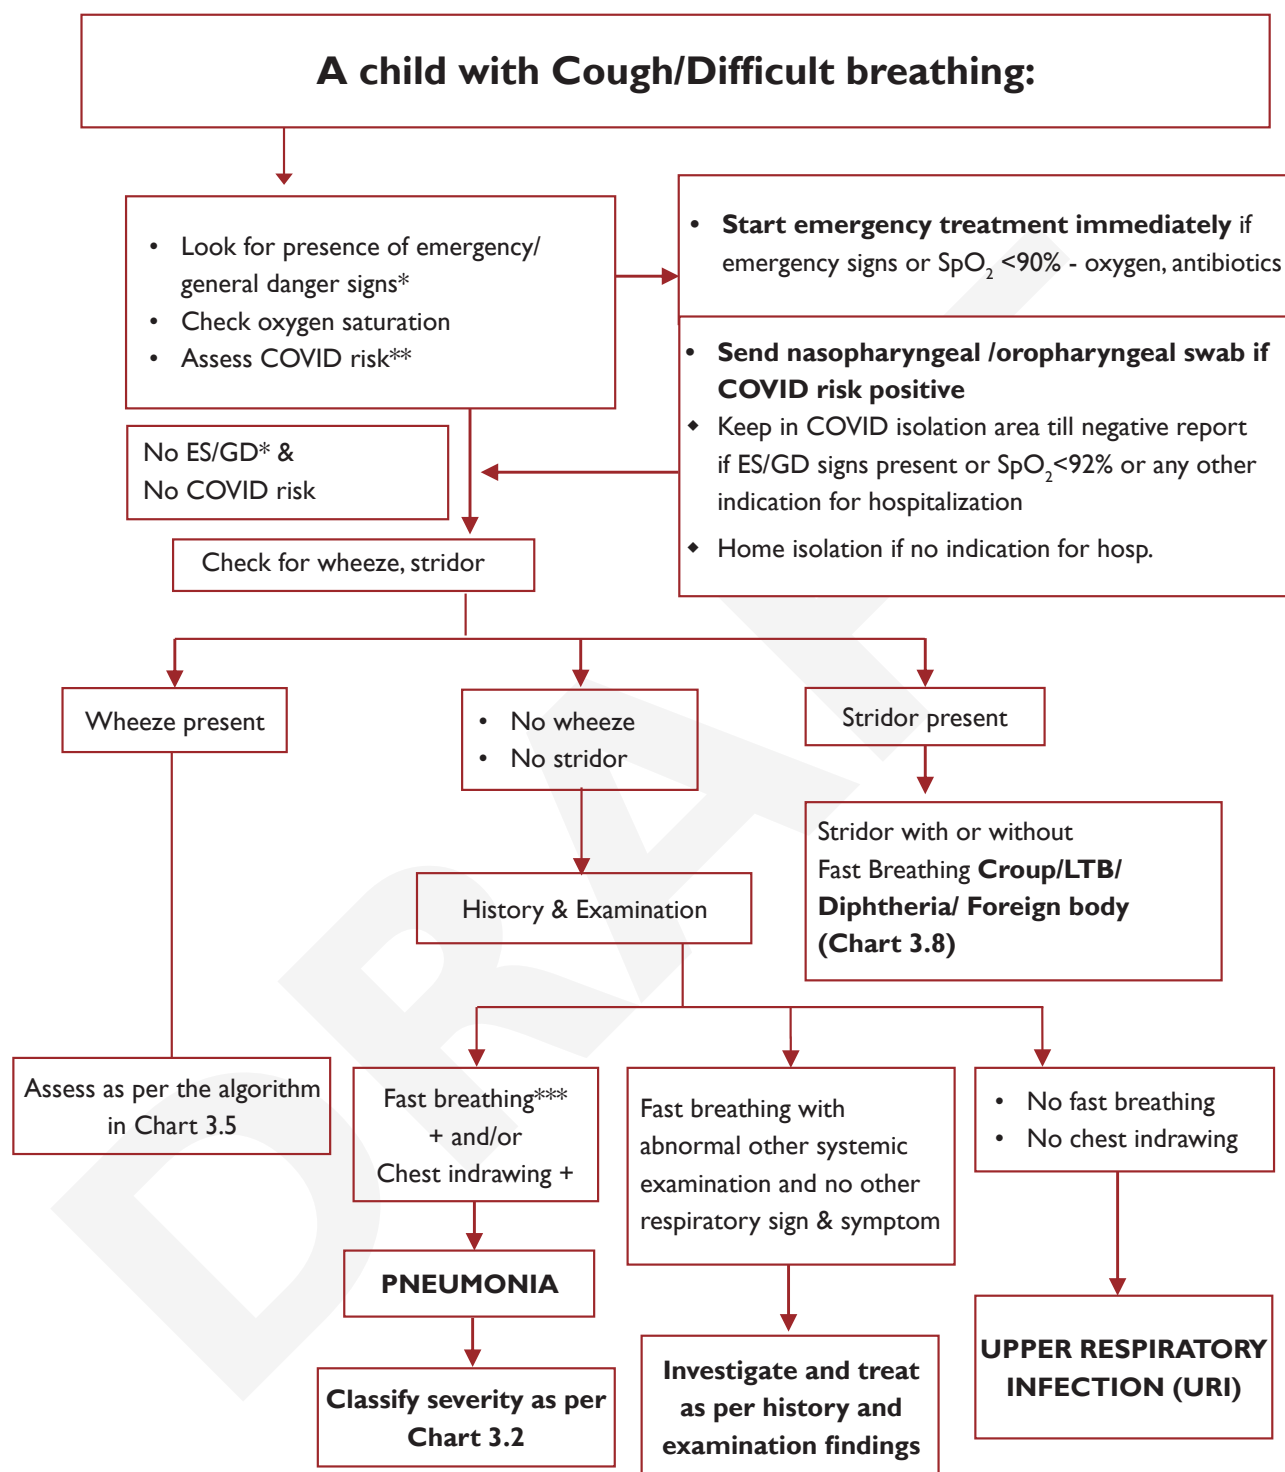 A child with Cough/Difficult breathing:
• Look for presence of emergency/
general danger signs*
• Check oxygen saturation
• Assess COVID risk**
• Start emergency treatment immediately if
emergency signs or SpO2 <90% - oxygen, antibiotics
• Send nasopharyngeal /oropharyngeal swab if
COVID risk positive
◆ Keep in COVID isolation area till negative report
if ES/GD signs present or SpO2<92% or any other
indication for hospitalization
◆ Home isolation if no indication for hosp.
No ES/GD* &
No COVID risk
Check for wheeze, stridor
Wheeze present
• No wheeze
• No stridor
Stridor present
Stridor with or without
Fast Breathing Croup/LTB/
Diphtheria/ Foreign body
(Chart 3.8)
History & Examination
Assess as per the algorithm
in Chart 3.5
Fast breathing***
+ and/or
Chest indrawing +
Fast breathing with
abnormal other systemic
examination and no other
respiratory sign & symptom
• No fast breathing
• No chest indrawing
PNEUMONIA
Classify severity as per
Chart 3.2
Investigate and treat
as per history and
examination findings
UPPER RESPIRATORY
INFECTION (URI)
DRAFT